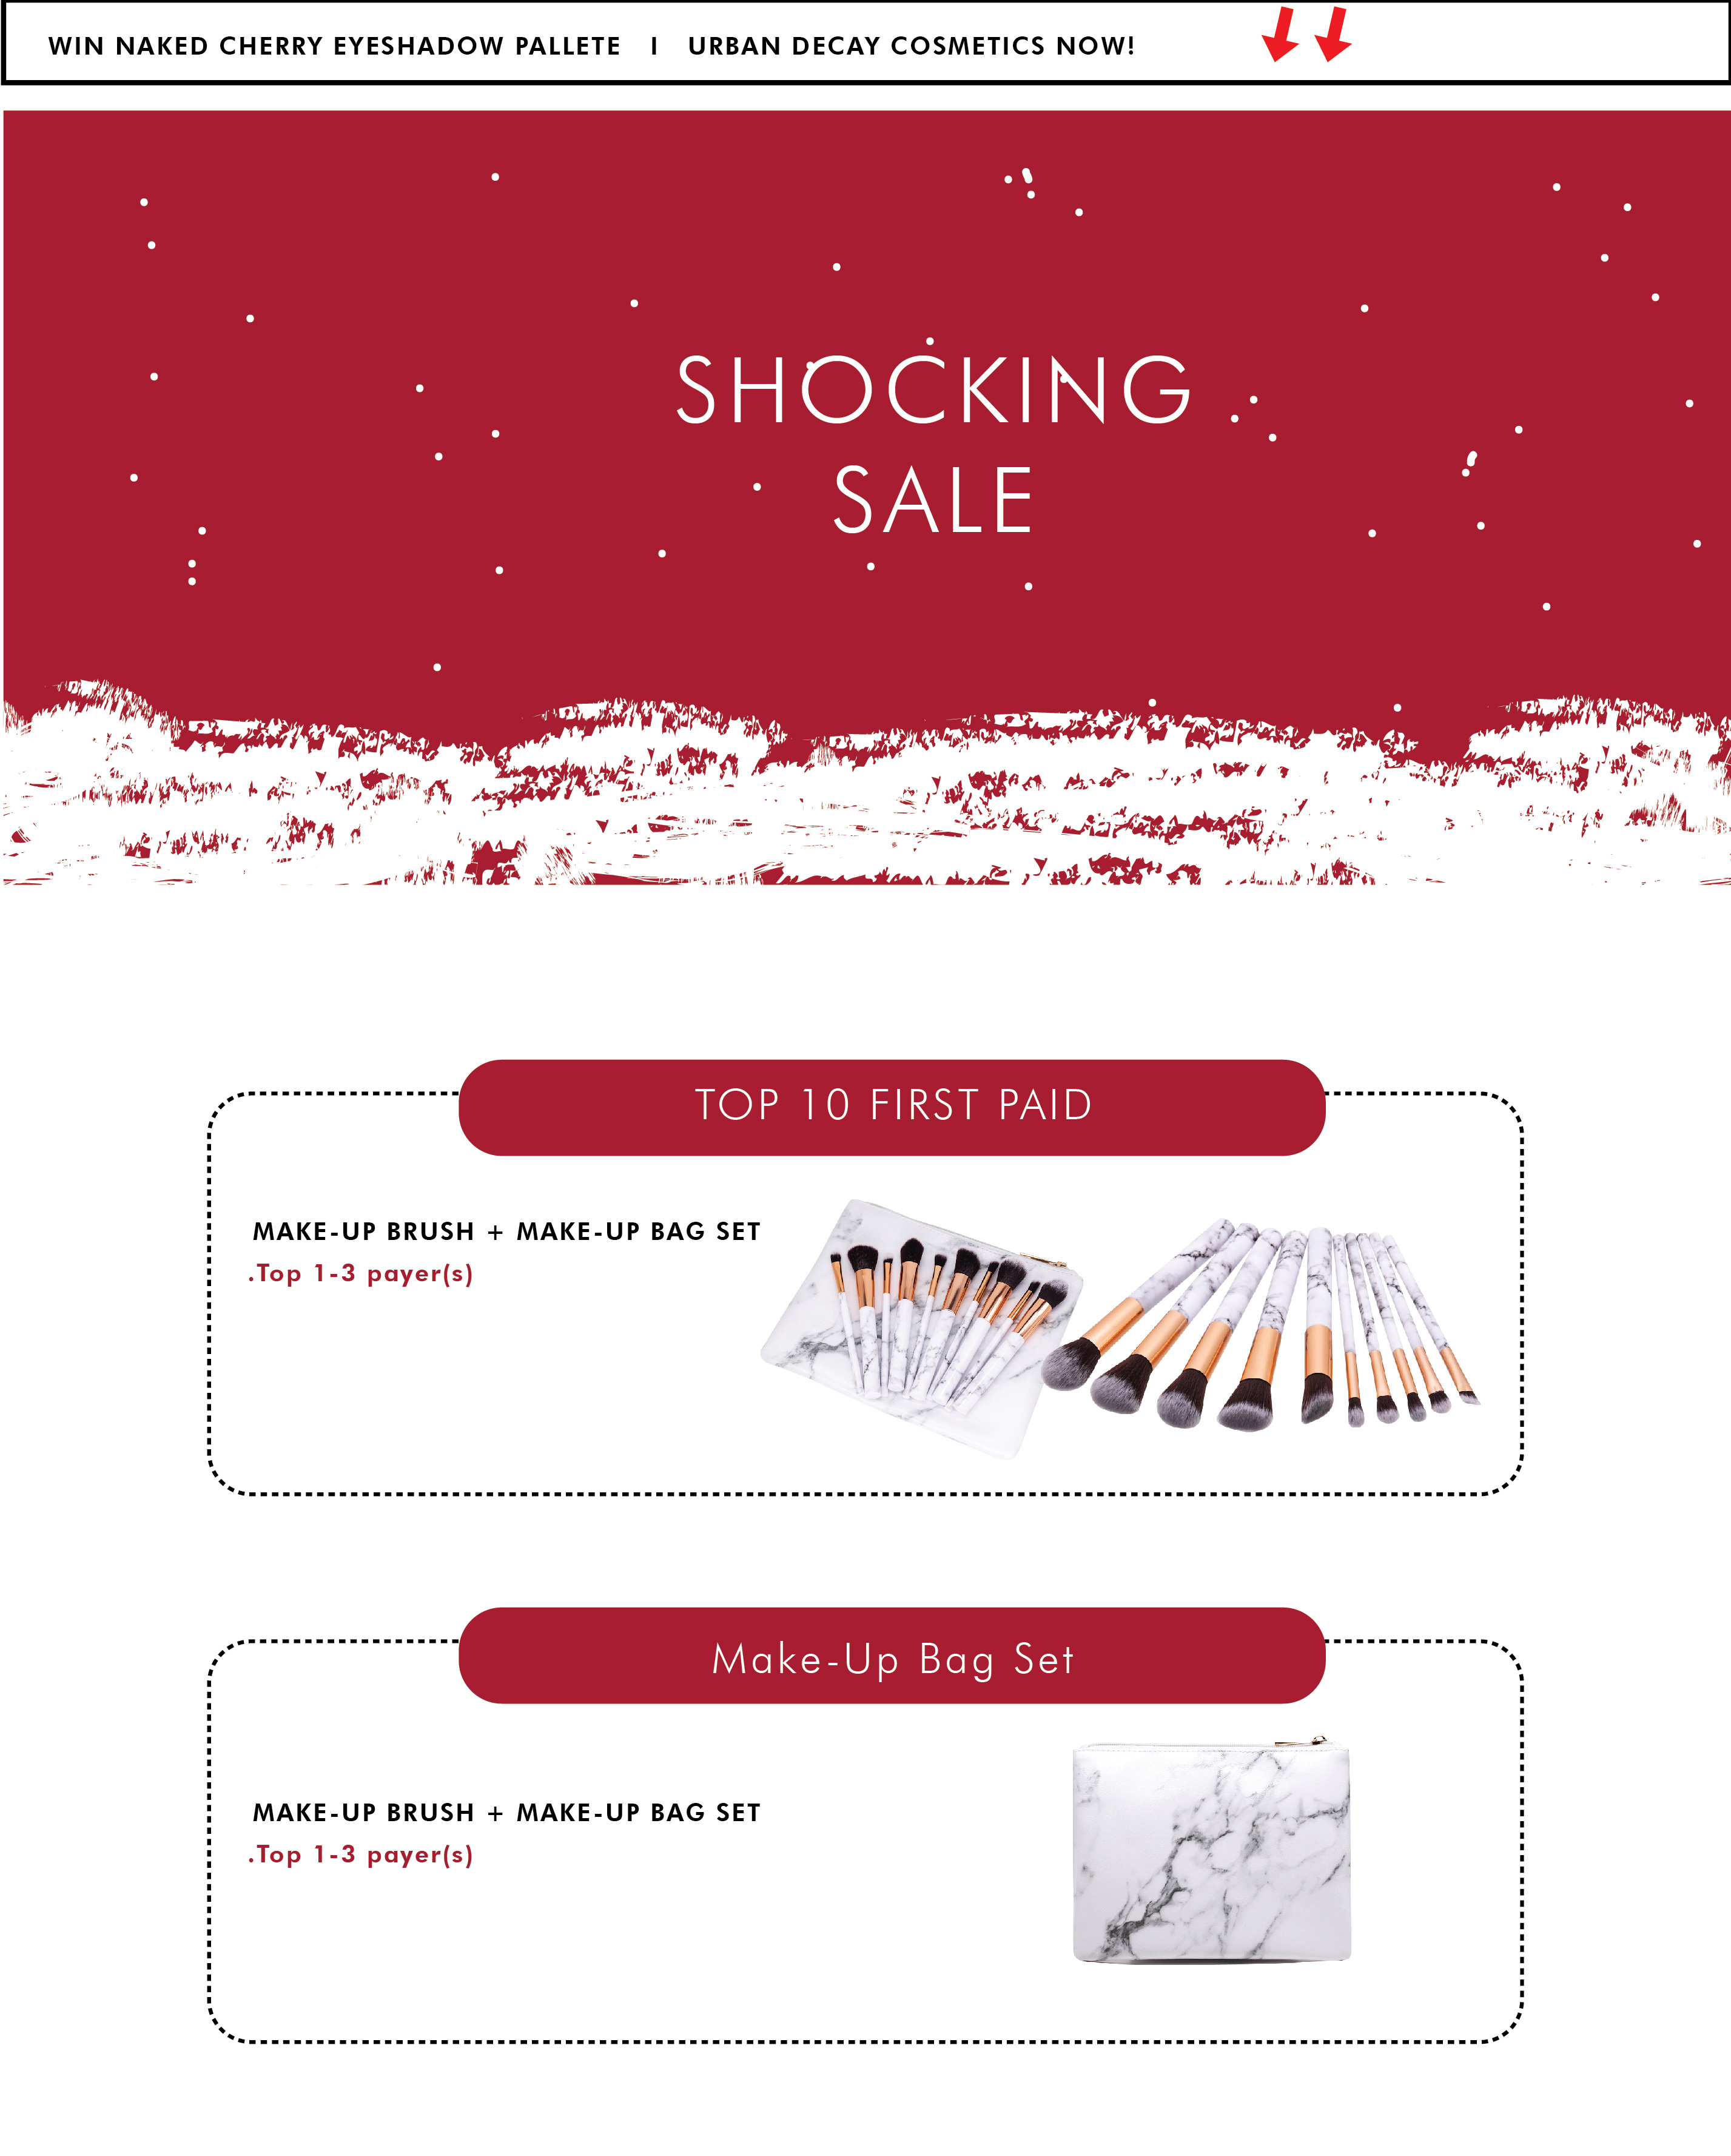 WIN NAKED CHERRY EYESHADOW PALLETE I URBAN DECAY COSMETICS NOW!
SHOCKING
SALE
TOP 10 FIRST PAID
MAKE-UP BRUSH + MAKE-UP BAG SET
.Top 1-3 payer(s)
Make-Up Bag Set
MAKE-UP BRUSH + MAKE-UP BAG SET
.Top 1-3 payer(s)